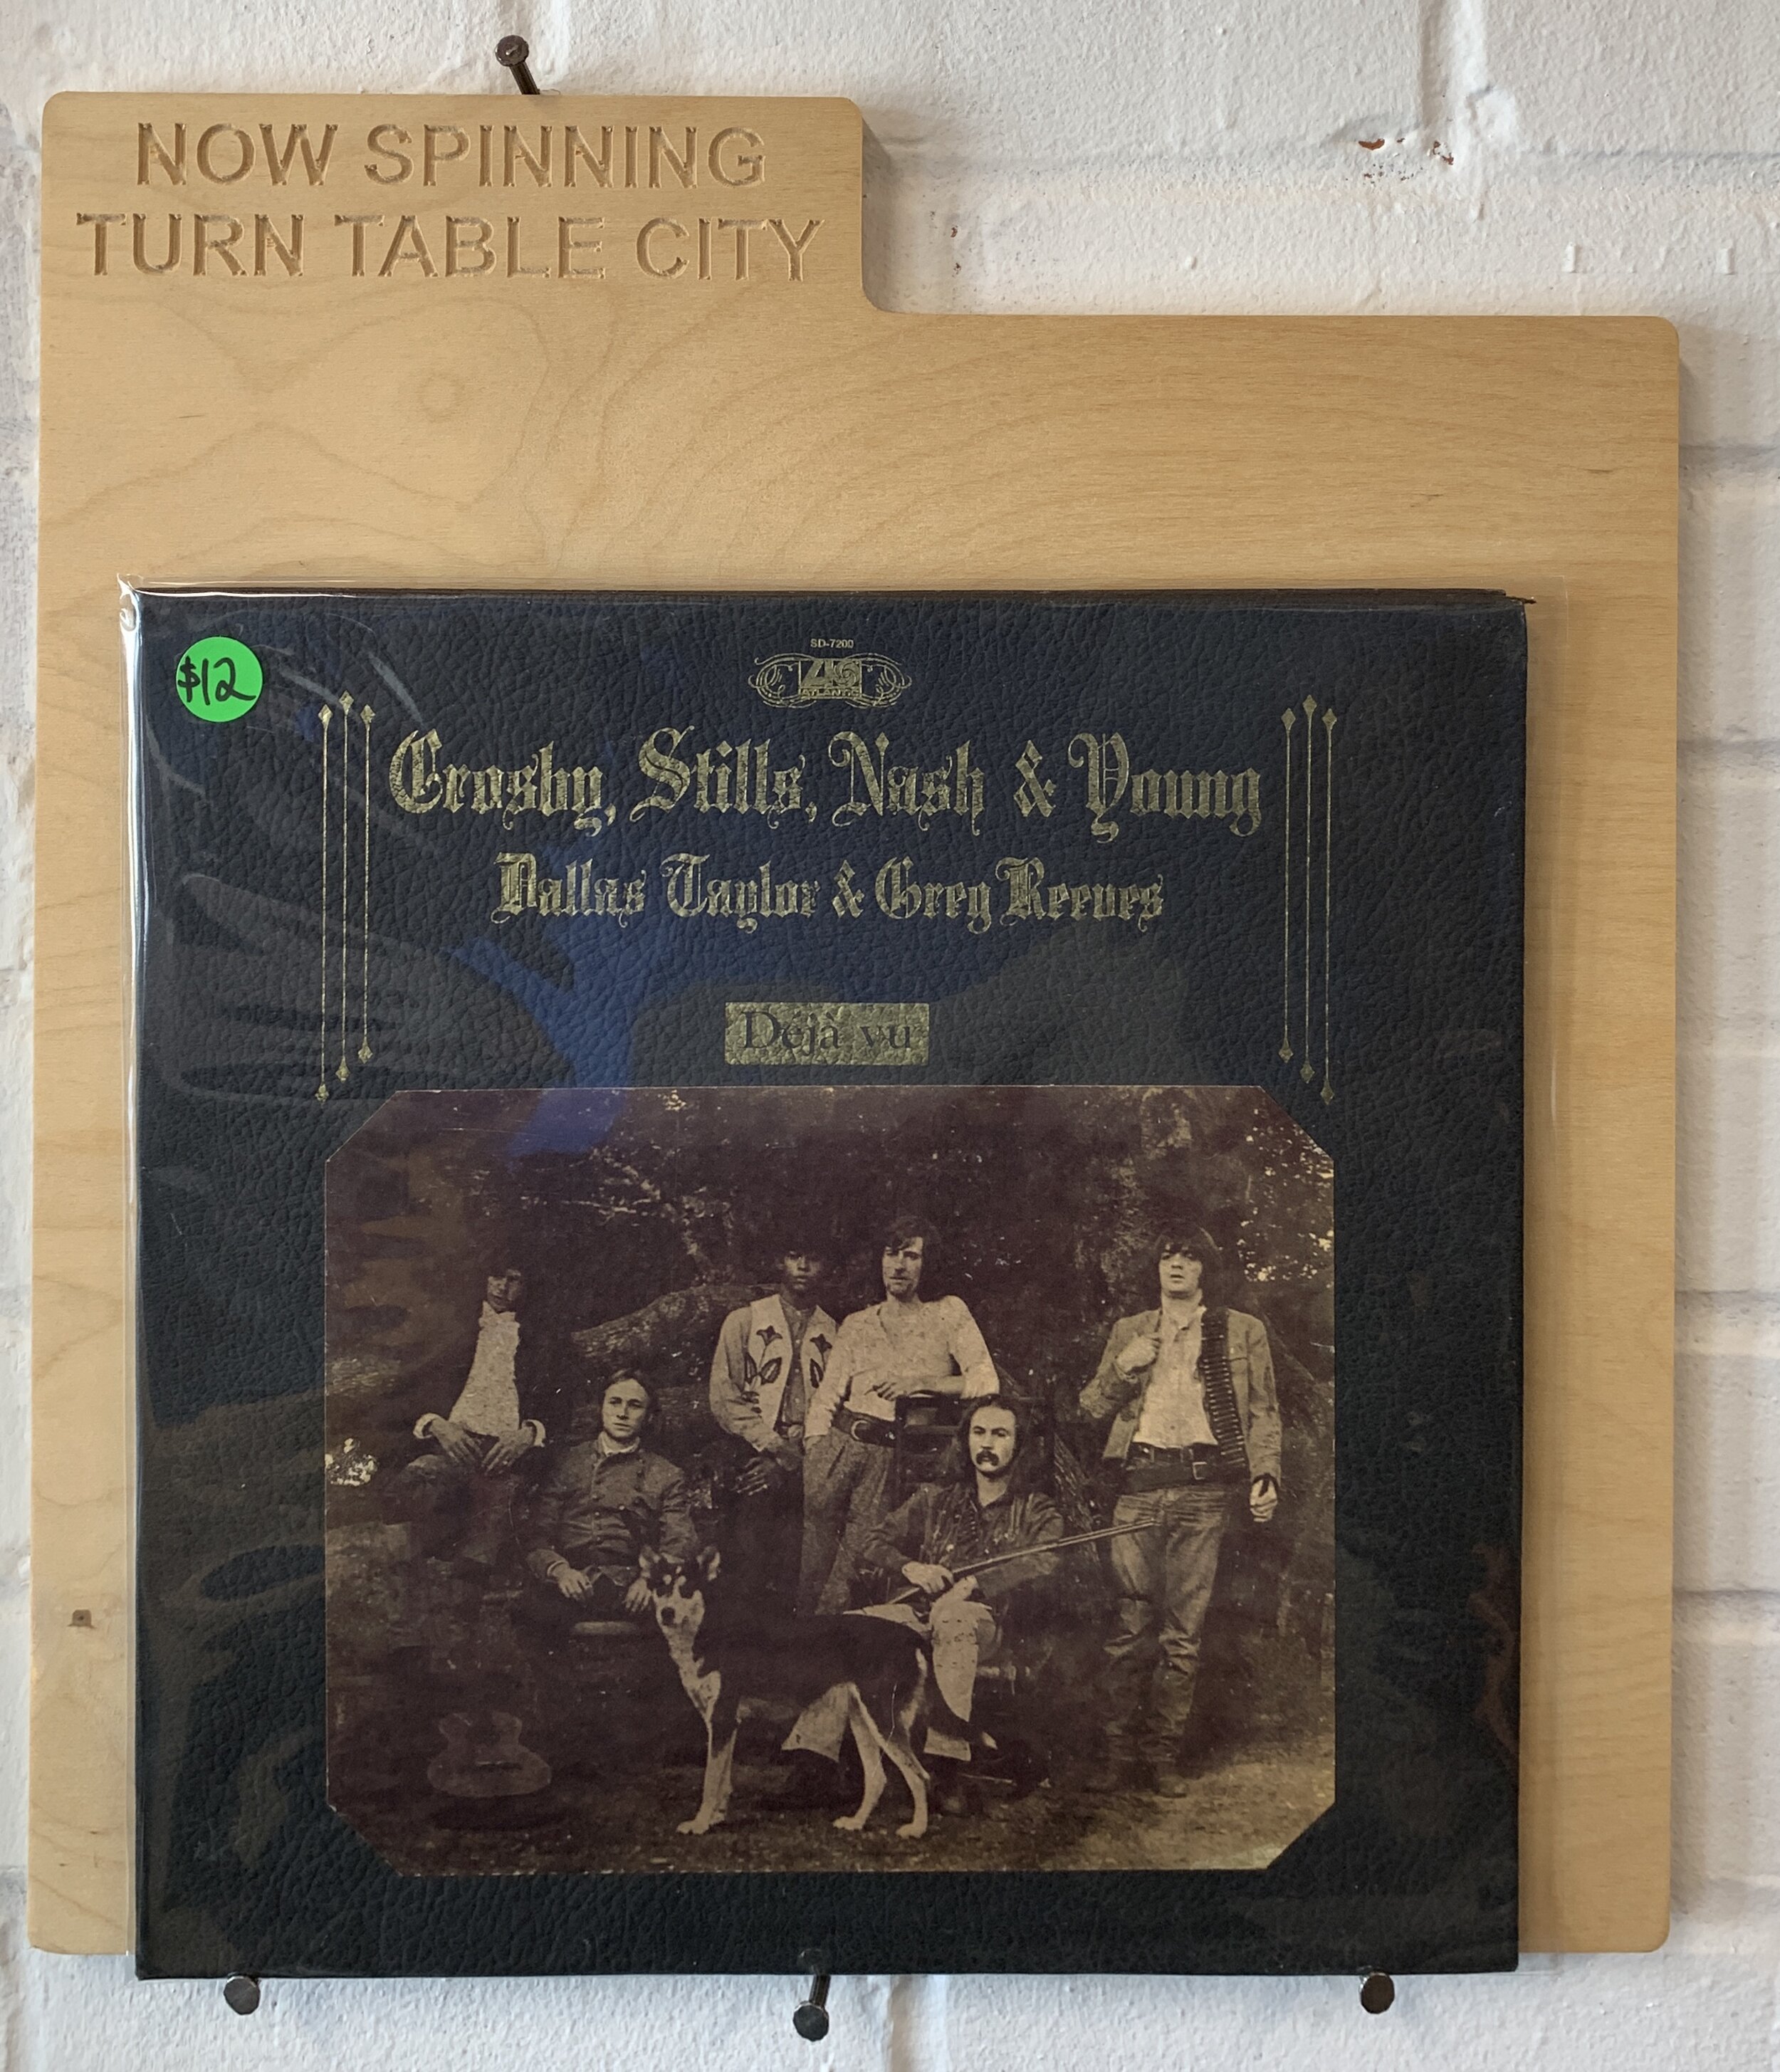 NOW SPINNING
TURN TABLE CITY
$12
SD-7200
ATLANTIC
Crosby, Stills, Nash & Young
Dallas Taylor & Greg Reeves
Déjà vu